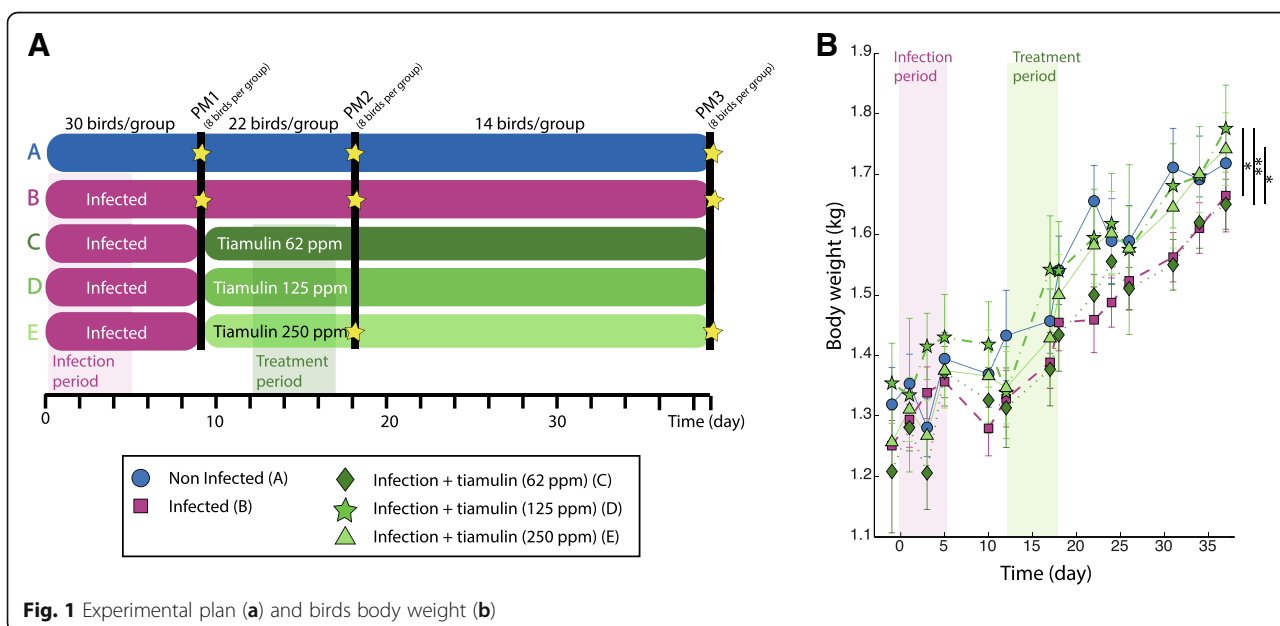 A
PM1
(8 birds per group)
PM2
(8 birds per group)
PM3
(8 birds per group)
30 birds/group
22 birds/group
14 birds/group
A
B
Infected
C
Infected
Tiamulin 62 ppm
D
Infected
Tiamulin 125 ppm
E
Infected
Tiamulin 250 ppm
Infection
period
Treatment
period
0
10
20
30
Time (day)
Non Infected (A)
Infected (B)
Infection + tiamulin (62 ppm) (C)
Infection + tiamulin (125 ppm) (D)
Infection + tiamulin (250 ppm) (E)
B
Infection
period
Treatment
period
1.9
1.8
1.7
1.6
1.5
1.4
1.3
1.2
1.1
Body weight (kg)
0
5
10
15
20
25
30
35
Time (day)
*
**
*
Fig. 1 Experimental plan (a) and birds body weight (b)